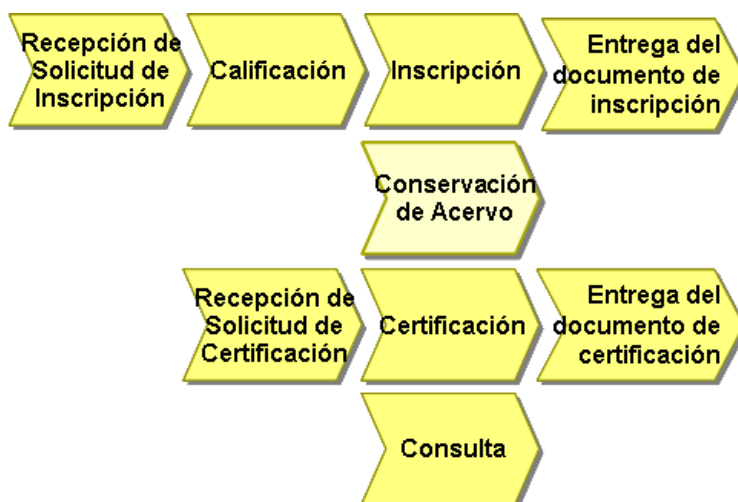 Recepción de
Solicitud de
Inscripción
Calificación
Inscripción
Entrega del
documento de
inscripción
Conservación
de Acervo
Recepción de
Solicitud de
Certificación
Certificación
Entrega del
documento de
certificación
Consulta